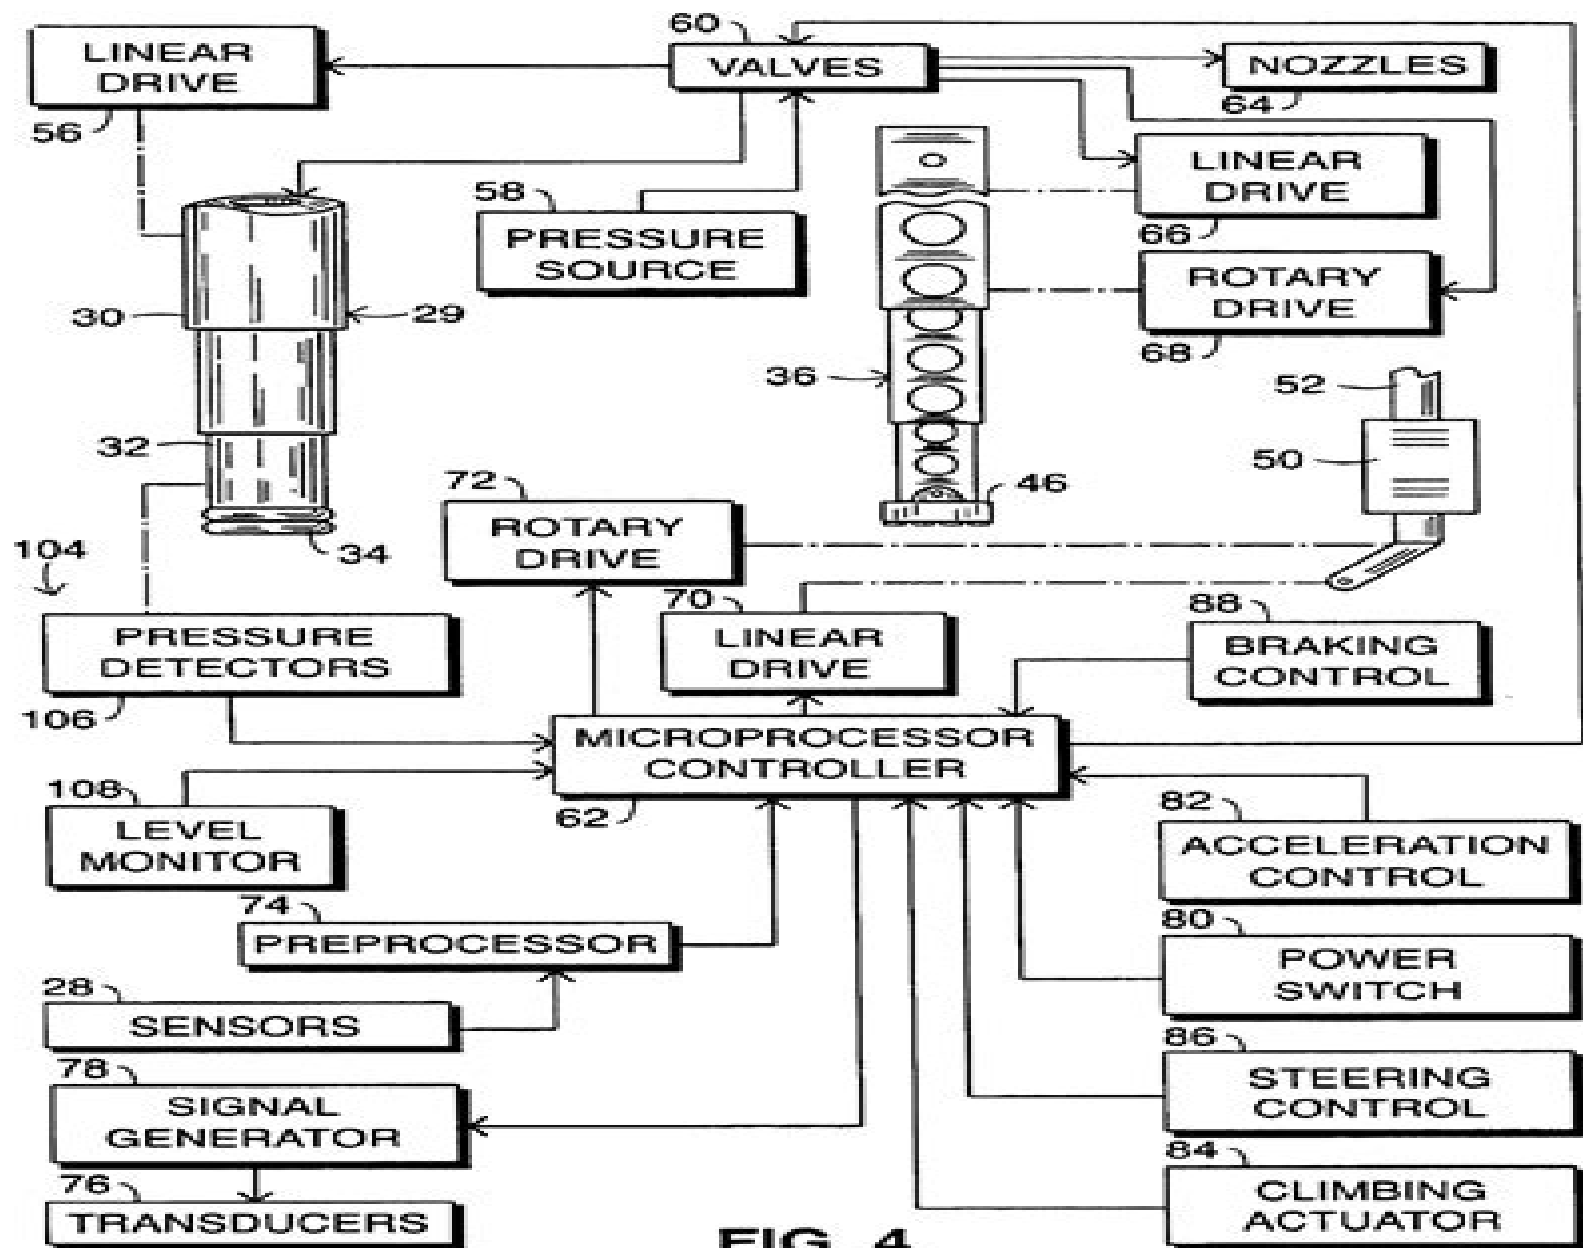 60
LINEAR
DRIVE
VALVES
NOZZLES
56
64
LINEAR
DRIVE
58
66
PRESSURE
SOURCE
ROTARY
DRIVE
30
29
68
36
52
32
50
72
46
ROTARY
DRIVE
34
104
70
88
PRESSURE
DETECTORS
LINEAR
DRIVE
BRAKING
CONTROL
106
MICROPROCESSOR
CONTROLLER
108
62
82
LEVEL
MONITOR
ACCELERATION
CONTROL
74
80
PREPROCESSOR
POWER
SWITCH
28
SENSORS
86
78
STEERING
CONTROL
SIGNAL
GENERATOR
84
76
CLIMBING
ACTUATOR
TRANSDUCERS
FIG. 4